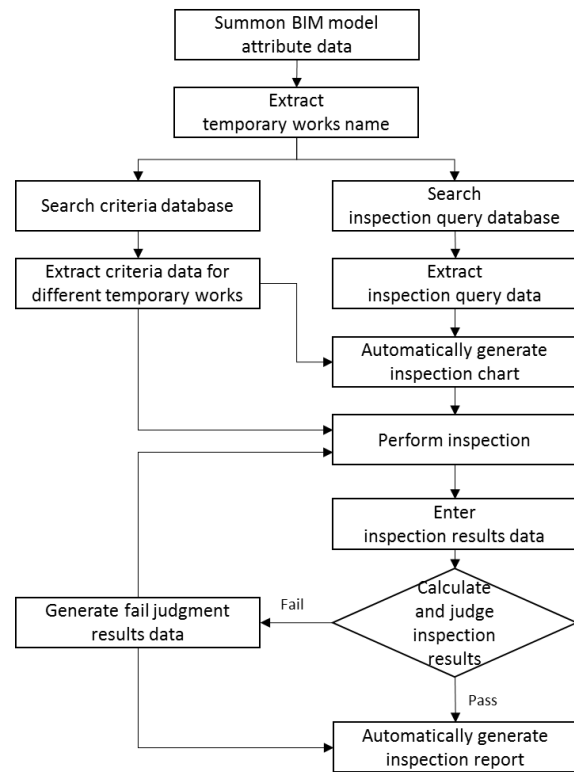 Summon BIM model
attribute data
Extract
temporary works name
Search criteria database
Search
inspection query database
Extract criteria data for
different temporary works
Extract
inspection query data
Automatically generate
inspection chart
Perform inspection
Enter
inspection results data
Calculate
and judge
inspection
results
Fail
Generate fail judgment
results data
Pass
Automatically generate
inspection report